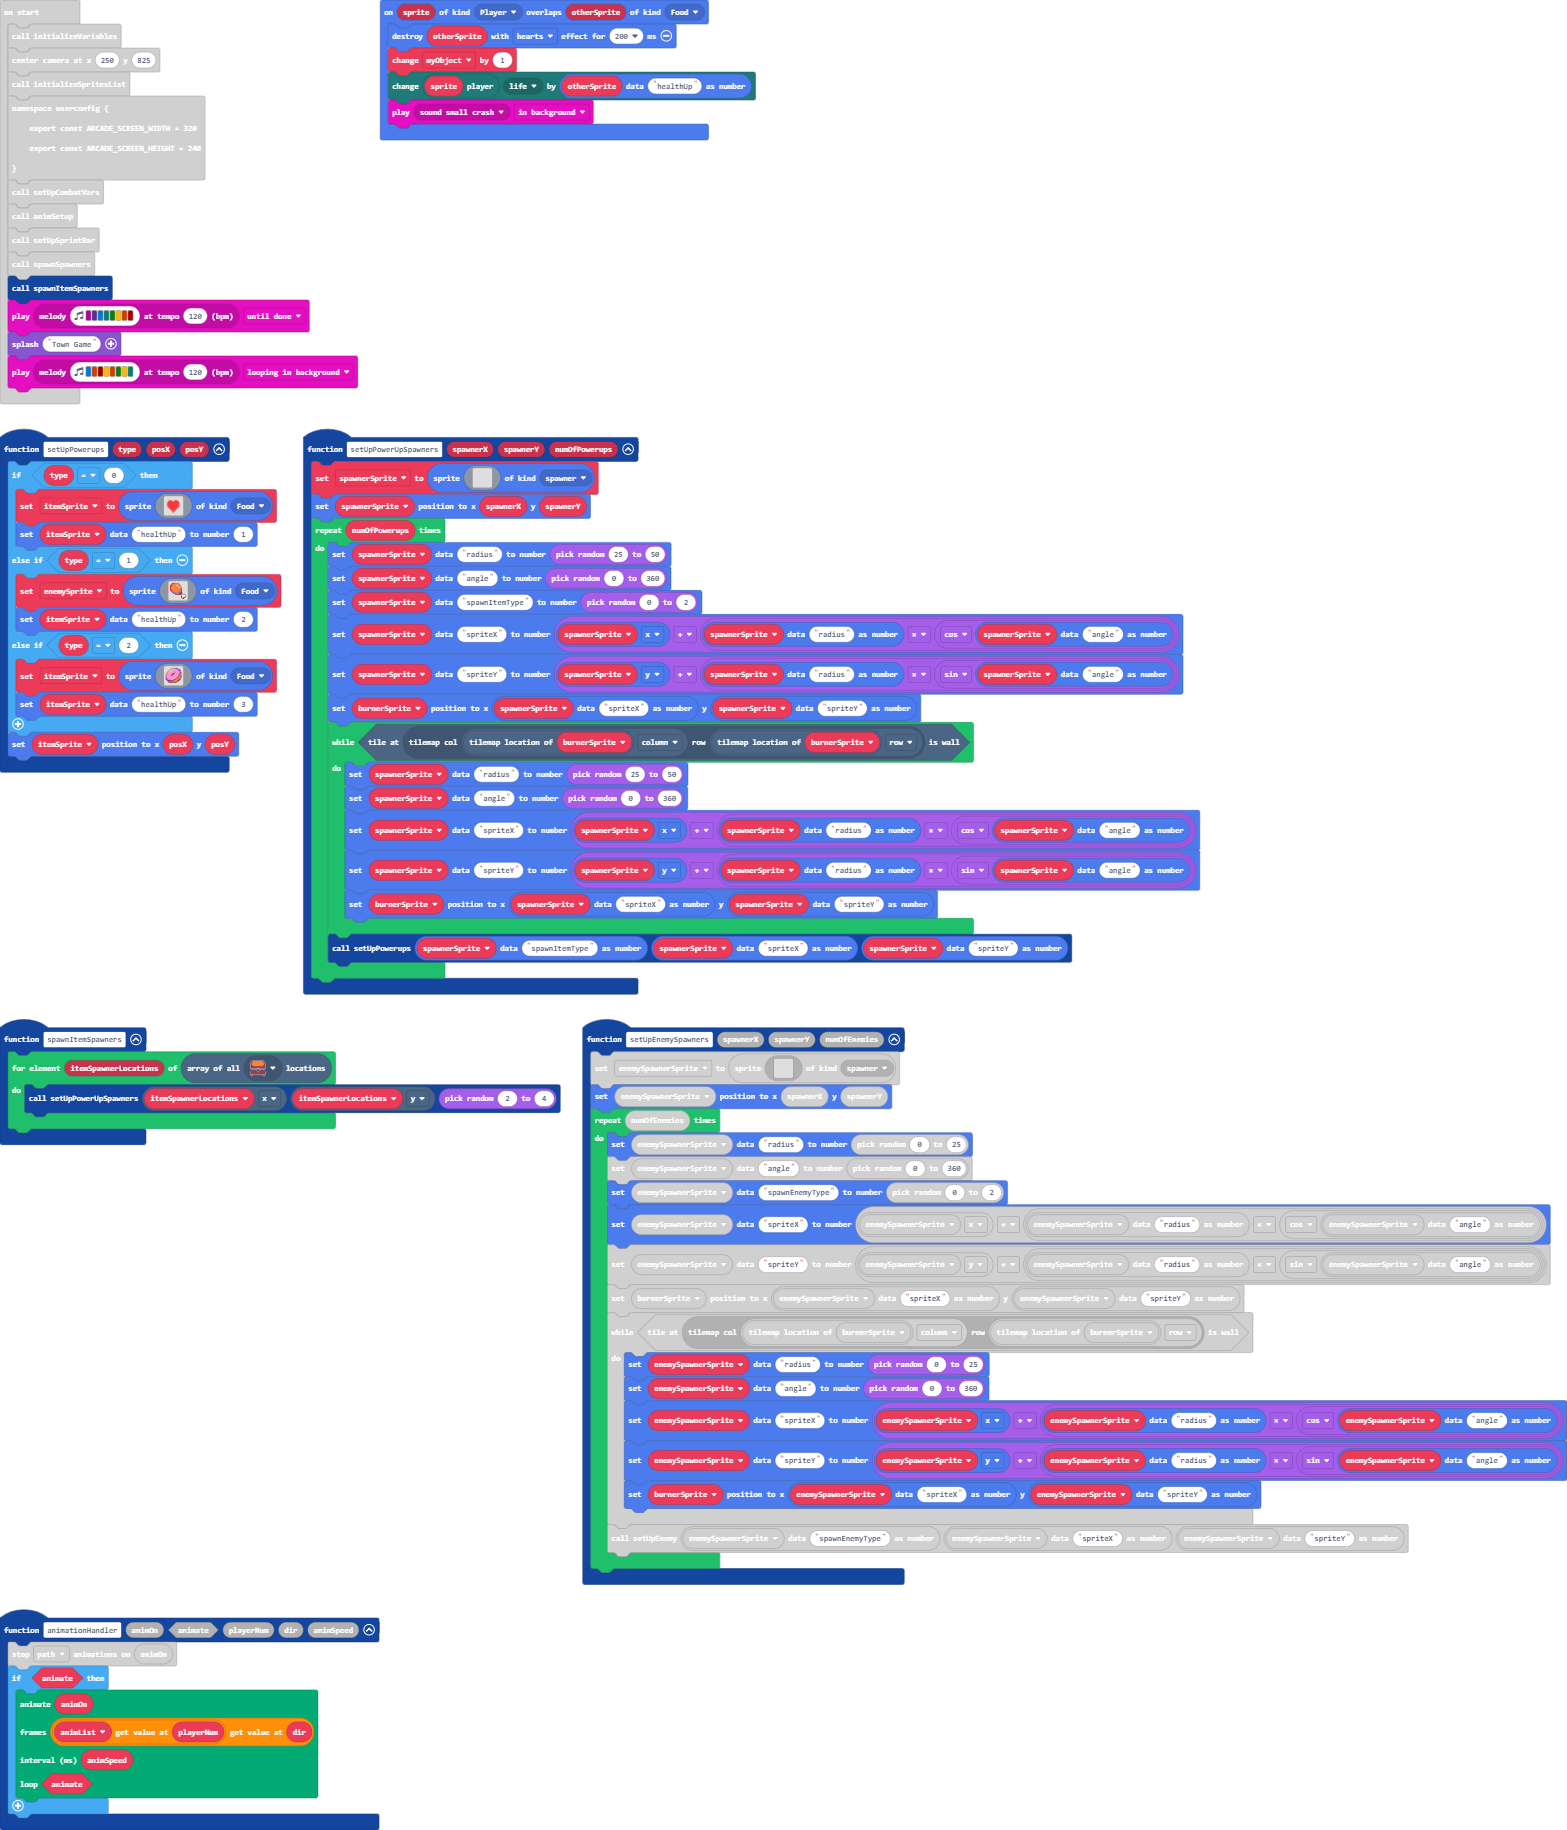 on start
call initializeVariables
center camera at x 250 y 825
call initializeSpritesList
namespace userconfig {
export const ARCADE_SCREEN_WIDTH = 320
export const ARCADE_SCREEN_HEIGHT = 240
}
call setUpCombatVars
call animSetup
call setUpSprintBar
call spawnSpawners
call spawnItemSpawners
play melody at tempo 120 (bpm) until done
splash "Town Game"
play melody at tempo 120 (bpm) looping in background
on sprite of kind Player overlaps otherSprite of kind Food
destroy otherSprite with hearts effect for 200 ms
change myObject by 1
change sprite player life by otherSprite data "healthUp" as number
play sound small crash in background
function setUpPowerups type posX posY
if type = 0 then
set itemSprite to sprite of kind Food
set itemSprite data "healthUp" to number 1
else if type = 1 then
set enemySprite to sprite of kind Food
set itemSprite data "healthUp" to number 2
else if type = 2 then
set itemSprite to sprite of kind Food
set itemSprite data "healthUp" to number 3
set itemSprite position to x posX y posY
function setUpPowerUpSpawners spawnerX spawnerY numOfPowerups
set spawnerSprite to sprite of kind spawner
set spawnerSprite position to x spawnerX y spawnerY
repeat numOfPowerups times
do set spawnerSprite data "radius" to number pick random 25 to 50
set spawnerSprite data "angle" to number pick random 0 to 360
set spawnerSprite data "spawnItemType" to number pick random 0 to 2
set spawnerSprite data "spriteX" to number spawnerSprite x + spawnerSprite data "radius" as number × cos spawnerSprite data "angle" as number
set spawnerSprite data "spriteY" to number spawnerSprite y + spawnerSprite data "radius" as number × sin spawnerSprite data "angle" as number
set burnerSprite position to x spawnerSprite data "spriteX" as number y spawnerSprite data "spriteY" as number
while tile at tilemap col tilemap location of burnerSprite column row tilemap location of burnerSprite row is wall
do set spawnerSprite data "radius" to number pick random 25 to 50
set spawnerSprite data "angle" to number pick random 0 to 360
set spawnerSprite data "spriteX" to number spawnerSprite x + spawnerSprite data "radius" as number × cos spawnerSprite data "angle" as number
set spawnerSprite data "spriteY" to number spawnerSprite y + spawnerSprite data "radius" as number × sin spawnerSprite data "angle" as number
set burnerSprite position to x spawnerSprite data "spriteX" as number y spawnerSprite data "spriteY" as number
call setUpPowerups spawnerSprite data "spawnItemType" as number spawnerSprite data "spriteX" as number spawnerSprite data "spriteY" as number
function spawnItemSpawners
for element itemSpawnerLocations of array of all locations
do call setUpPowerUpSpawners itemSpawnerLocations x itemSpawnerLocations y pick random 2 to 4
function setUpEnemySpawners spawnerX spawnerY numOfEnemies
set enemySpawnerSprite to sprite of kind spawner
set enemySpawnerSprite position to x spawnerX y spawnerY
repeat numOfEnemies times
do set enemySpawnerSprite data "radius" to number pick random 0 to 25
set enemySpawnerSprite data "angle" to number pick random 0 to 360
set enemySpawnerSprite data "spawnEnemyType" to number pick random 0 to 2
set enemySpawnerSprite data "spriteX" to number enemySpawnerSprite x + enemySpawnerSprite data "radius" as number × cos enemySpawnerSprite data "angle" as number
set enemySpawnerSprite data "spriteY" to number enemySpawnerSprite y + enemySpawnerSprite data "radius" as number × sin enemySpawnerSprite data "angle" as number
set burnerSprite position to x enemySpawnerSprite data "spriteX" as number y enemySpawnerSprite data "spriteY" as number
while tile at tilemap col tilemap location of burnerSprite column row tilemap location of burnerSprite row is wall
do set enemySpawnerSprite data "radius" to number pick random 0 to 25
set enemySpawnerSprite data "angle" to number pick random 0 to 360
set enemySpawnerSprite data "spriteX" to number enemySpawnerSprite x + enemySpawnerSprite data "radius" as number × cos enemySpawnerSprite data "angle" as number
set enemySpawnerSprite data "spriteY" to number enemySpawnerSprite y + enemySpawnerSprite data "radius" as number × sin enemySpawnerSprite data "angle" as number
set burnerSprite position to x enemySpawnerSprite data "spriteX" as number y enemySpawnerSprite data "spriteY" as number
call setUpEnemy enemySpawnerSprite data "spawnEnemyType" as number enemySpawnerSprite data "spriteX" as number enemySpawnerSprite data "spriteY" as number
function animationHandler animOn animate playerNum dir animSpeed
stop path animations on animOn
if animate then
animate animOn
frames animList get value at playerNum get value at dir
interval (ms) animSpeed
loop animate